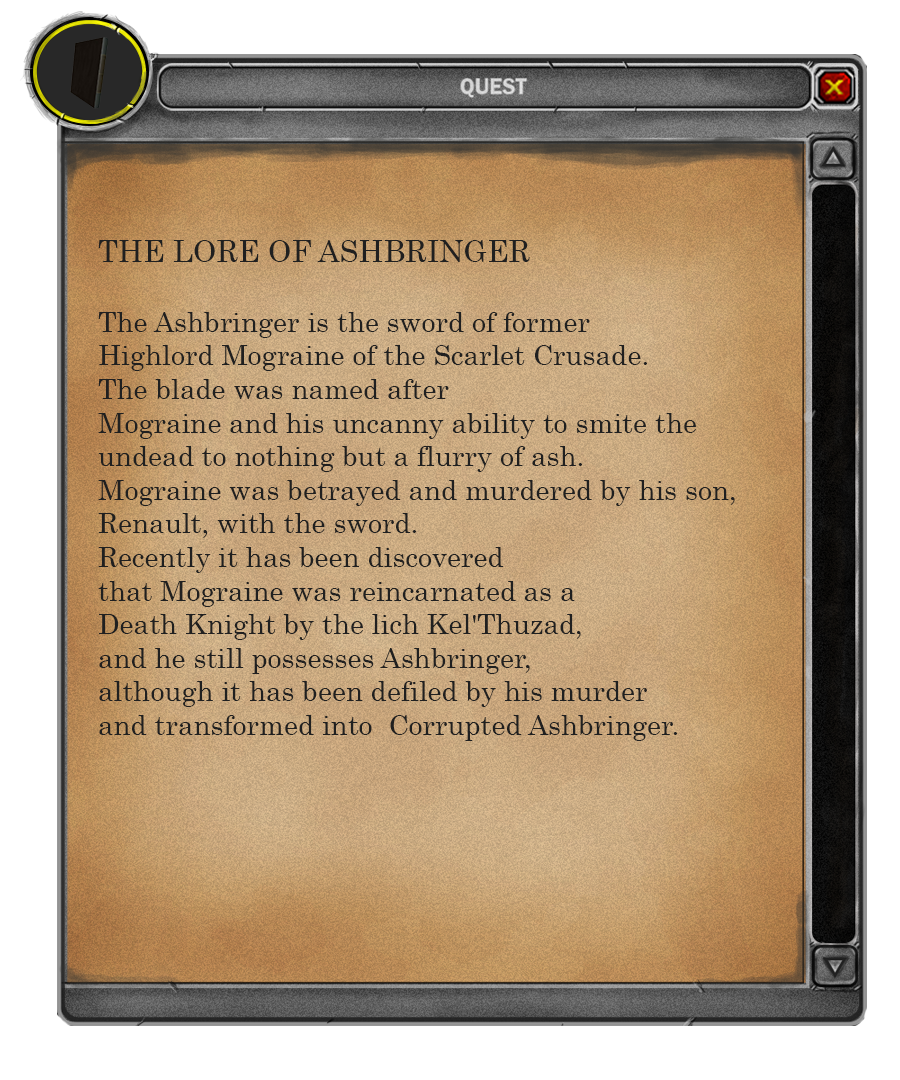 QUEST
THE LORE OF ASHBRINGER
The Ashbringer is the sword of former
Highlord Mograine of the Scarlet Crusade.
The blade was named after
Mograine and his uncanny ability to smite the
undead to nothing but a flurry of ash.
Mograine was betrayed and murdered by his son,
Renault, with the sword.
Recently it has been discovered
that Mograine was reincarnated as a
Death Knight by the lich Kel'Thuzad,
and he still possesses Ashbringer,
although it has been defiled by his murder
and transformed into  Corrupted Ashbringer.